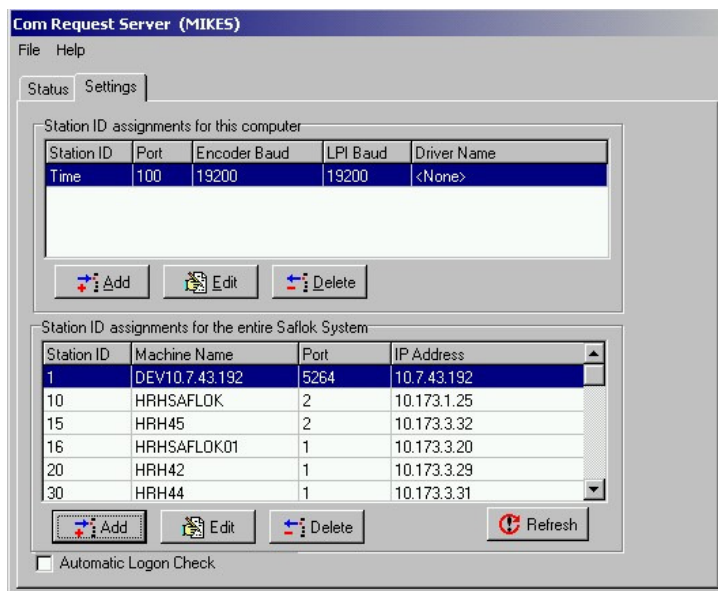 Com Request Server (MIKES)
File Help
Status Settings
Station ID assignments for this computer
Station ID Port Encoder Baud LPI Baud Driver Name
Time 100 19200 19200 <None>
Add Edit Delete
Station ID assignments for the entire Saflok System
Station ID Machine Name Port IP Address
1 DEV10.7.43.192 5264 10.7.43.192
10 HRHSAFLOK 2 10.173.1.25
15 HRH45 2 10.173.3.32
16 HRHSAFLOK01 1 10.173.3.20
20 HRH42 1 10.173.3.29
30 HRH44 1 10.173.3.31
Add Edit Delete Refresh
Automatic Logon Check